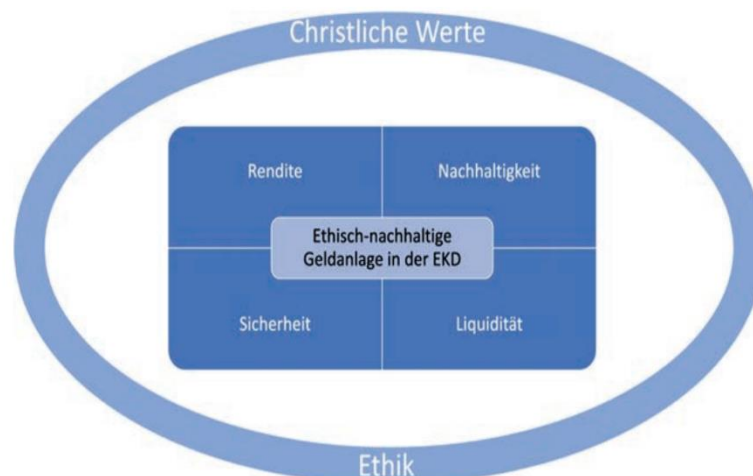 Christliche Werte
Rendite
Nachhaltigkeit
Ethisch-nachhaltige
Geldanlage in der EKD
Sicherheit
Liquidität
Ethik